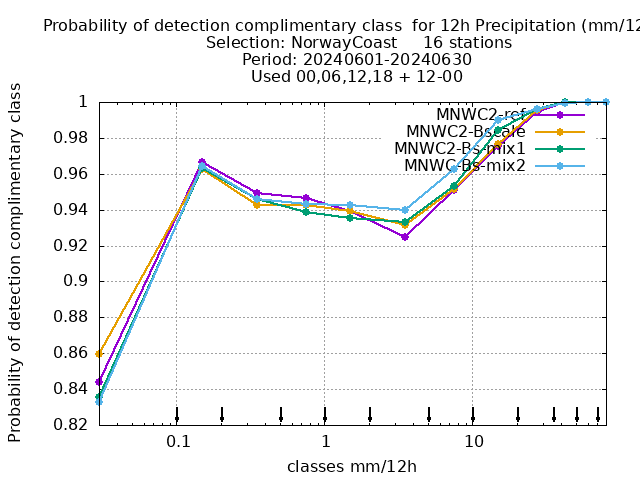 Probability of detection complimentary class  for 12h Precipitation (mm/12
Selection: NorwayCoast     16 stations
Period: 20240601-20240630
Used 00,06,12,18 + 12-00
Probability of detection complimentary class
1
0.98
0.96
0.94
0.92
0.9
0.88
0.86
0.84
0.82
MNWC2-ref
MNWC2-Bscale
MNWC2-Bs-mix1
MNWC-Bs-mix2
0.1
1
10
classes mm/12h